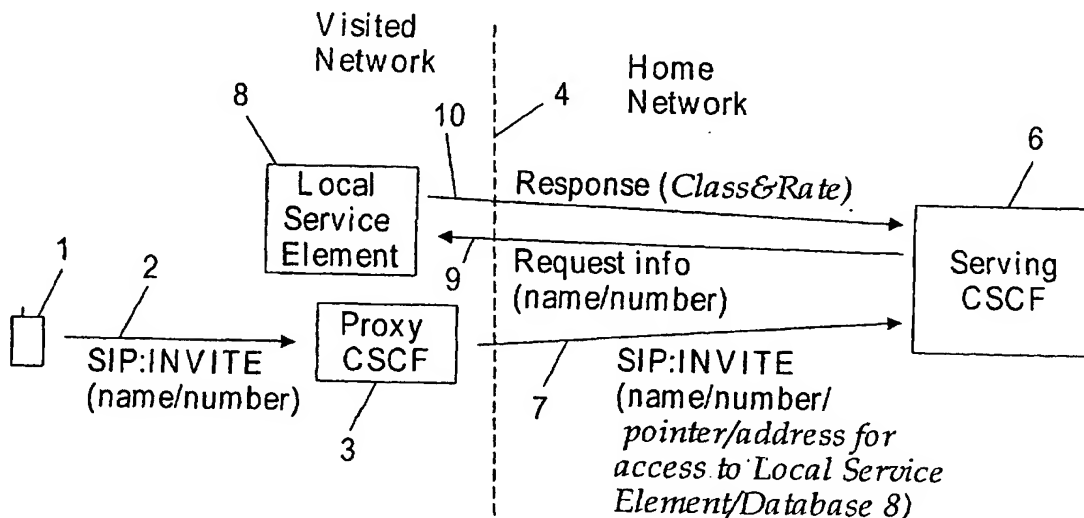 Visited
Network
Home
Network
8
10
4
6
Local
Service
Element
Response (Class&Rate)
9
Request info
(name/number)
Serving
CSCF
1
2
SIP:INVITE
(name/number)
Proxy
CSCF
3
7
SIP:INVITE
(name/number/
pointer/address for
access to Local Service
Element/Database 8)